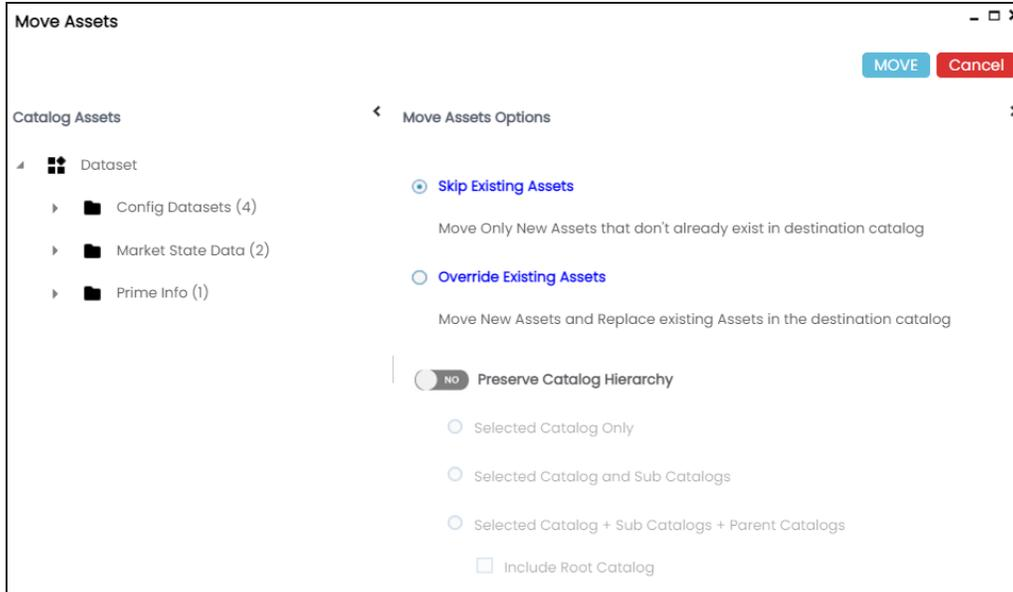 Move Assets
MOVE Cancel
Catalog Assets
Move Assets Options
Dataset
Config Datasets (4)
Market State Data (2)
Prime Info (1)
Skip Existing Assets
Move Only New Assets that don't already exist in destination catalog
Override Existing Assets
Move New Assets and Replace existing Assets in the destination catalog
NO Preserve Catalog Hierarchy
Selected Catalog Only
Selected Catalog and Sub Catalogs
Selected Catalog + Sub Catalogs + Parent Catalogs
Include Root Catalog